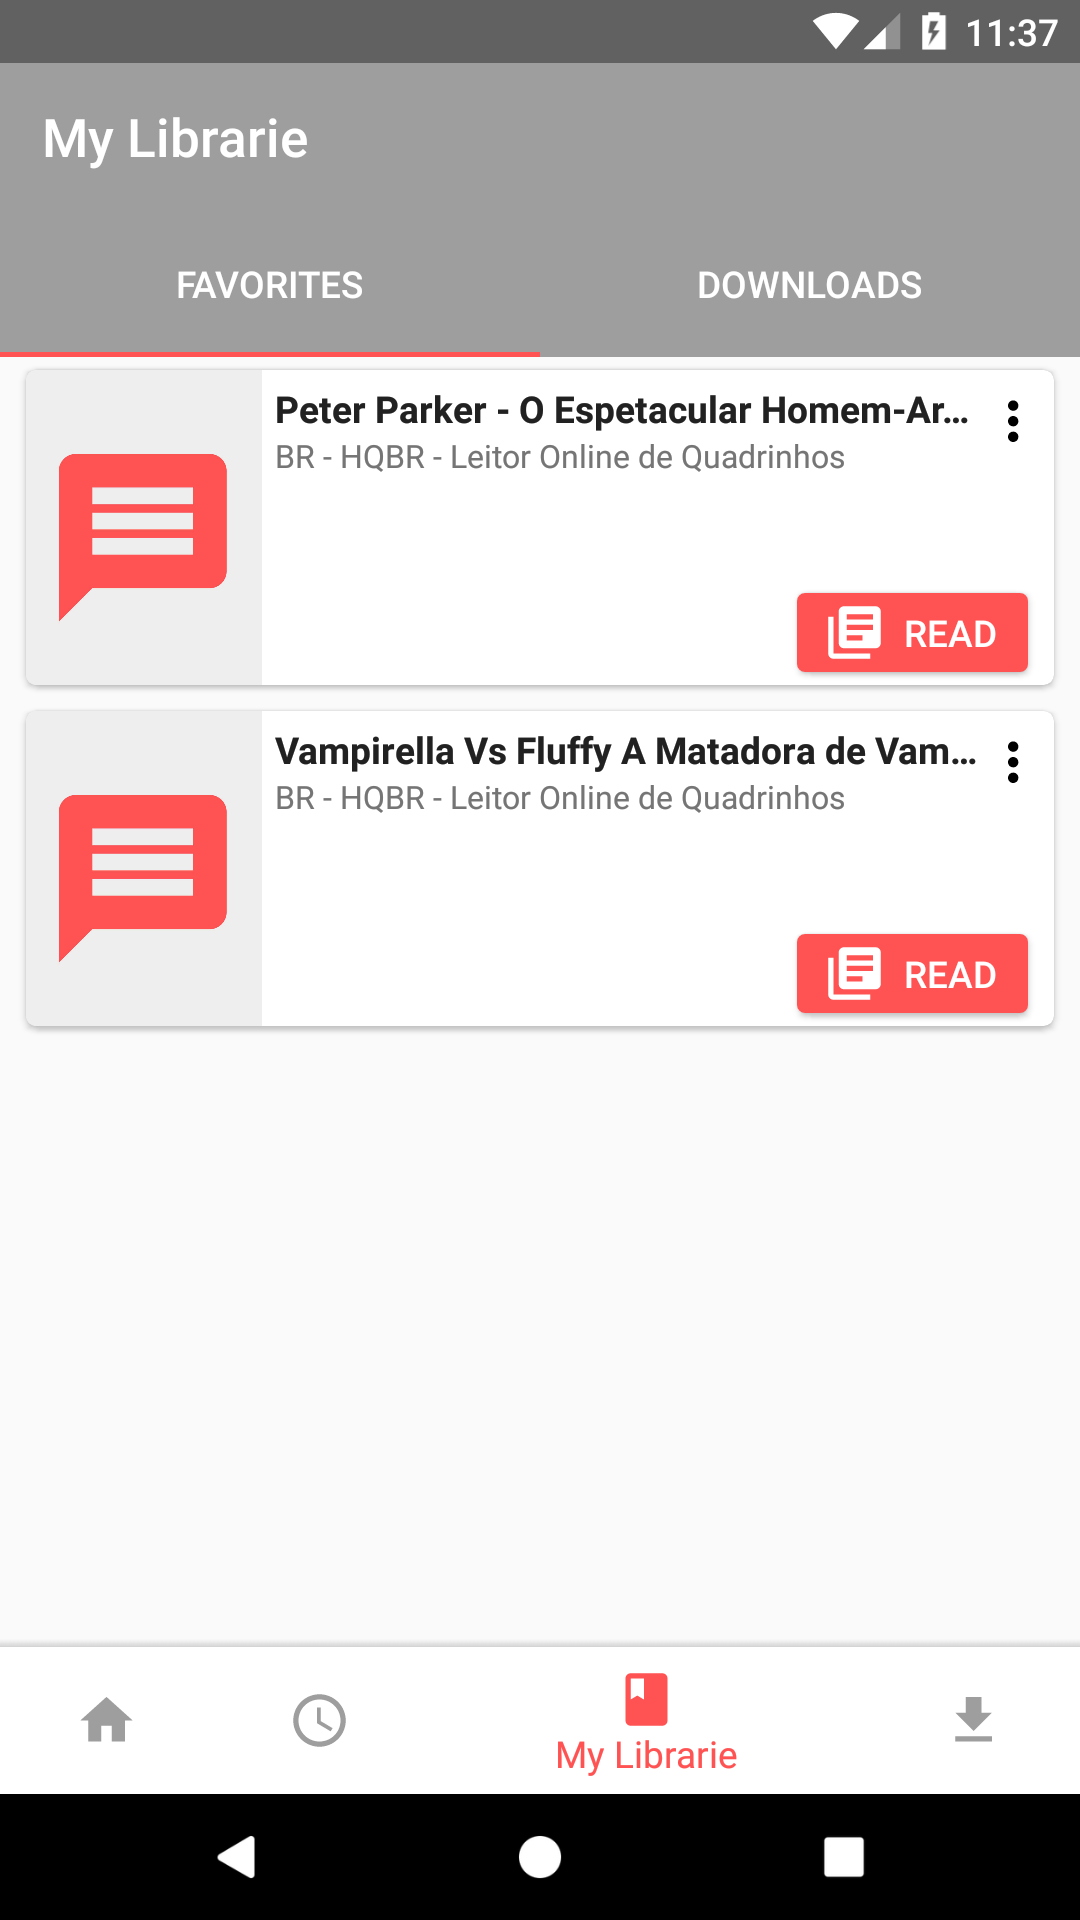 11:37
My Librarie
FAVORITES
DOWNLOADS
Peter Parker - O Espetacular Homem-Ar...
BR - HQBR - Leitor Online de Quadrinhos
READ
Vampirella Vs Fluffy A Matadora de Vam...
BR - HQBR - Leitor Online de Quadrinhos
READ
My Librarie